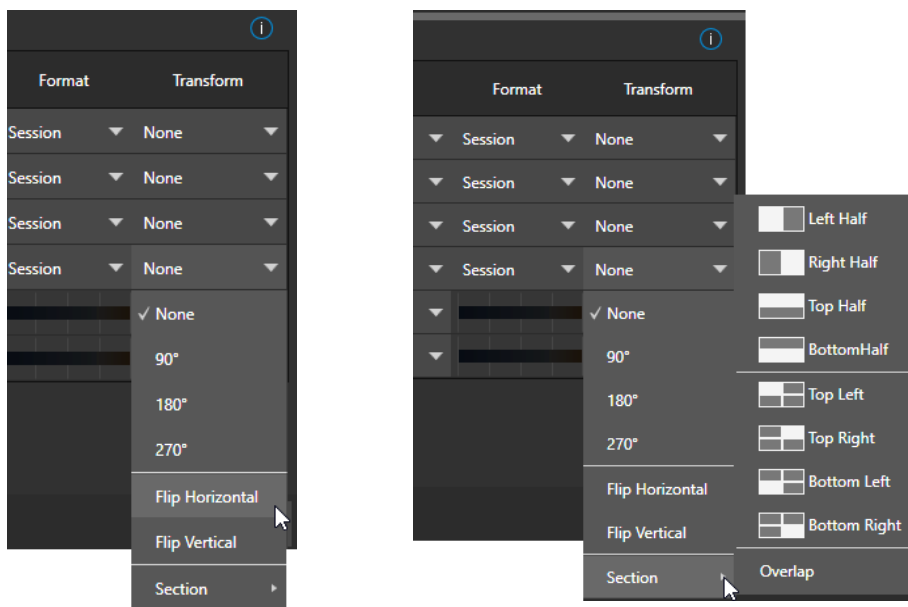 Format Transform
Session None
Session None
Session None
Session None
✓ None
90°
180°
270°
Flip Horizontal
Flip Vertical
Section
Format Transform
Session None
Session None
Session None
Session None
✓ None
90°
180°
270°
Flip Horizontal
Flip Vertical
Section
Left Half
Right Half
Top Half
BottomHalf
Top Left
Top Right
Bottom Left
Bottom Right
Overlap